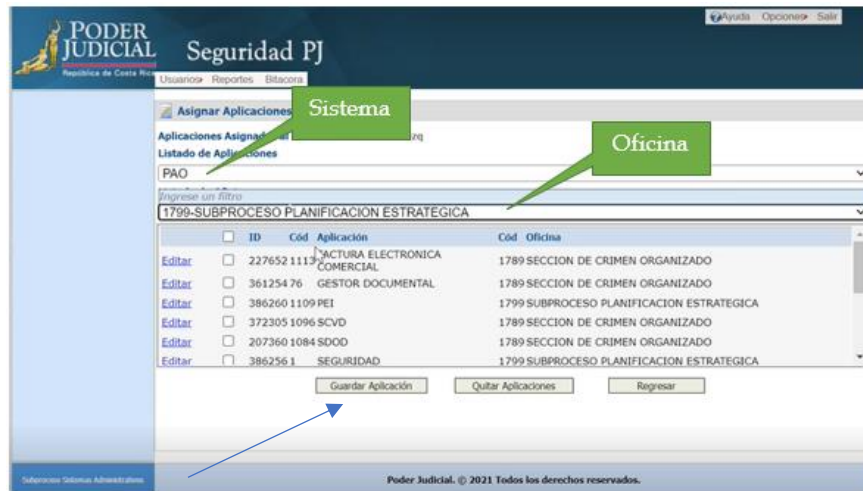 Ayuda Opciones Salir
PODER
JUDICIAL
República de Costa Rica
Seguridad PJ
Usuarios Reportes Bitacora
Asignar Aplicaciones
Sistema
Aplicaciones zq
Listado de Aplicaciones
Oficina
PAO
Ingrese un filtro
1799-SUBPROCESO PLANIFICACION ESTRATEGICA
ID Cód Aplicación Cód Oficina
Editar 227652 1113 FACTURA ELECTRONICA COMERCIAL 1789 SECCION DE CRIMEN ORGANIZADO
Editar 361254 76 GESTOR DOCUMENTAL 1789 SECCION DE CRIMEN ORGANIZADO
Editar 386260 1109 PEI 1799 SUBPROCESO PLANIFICACION ESTRATEGICA
Editar 372305 1096 SCVD 1789 SECCION DE CRIMEN ORGANIZADO
Editar 207360 1084 SDOD 1789 SECCION DE CRIMEN ORGANIZADO
Editar 386256 1 SEGURIDAD 1799 SUBPROCESO PLANIFICACION ESTRATEGICA
Guardar Aplicación Quitar Aplicaciones Regresar
Subproceso Sistemas Administrativos
Poder Judicial. © 2021 Todos los derechos reservados.